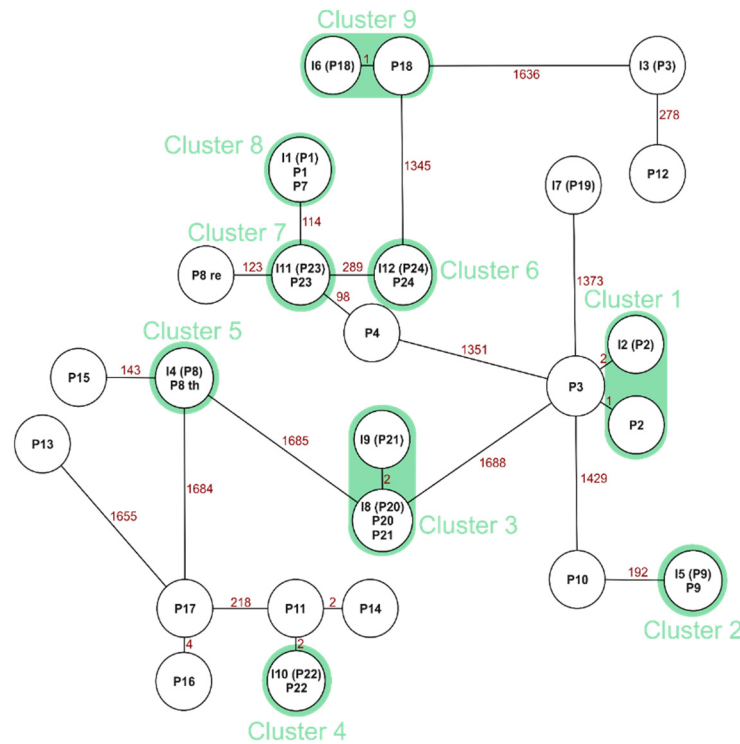 Cluster 9
I6 (P18)
1
P18
1636
I3 (P3)
278
P12
1345
Cluster 8
I1 (P1)
P1
P7
114
I7 (P19)
1373
Cluster 7
P8 re
123
I11 (P23)
P23
289
I12 (P24)
P24
Cluster 6
98
P4
1351
Cluster 1
I2 (P2)
2
P3
1
P2
Cluster 5
P15
143
I4 (P8)
P8 th
1685
1684
P13
1655
I9 (P21)
2
I8 (P20)
P20
P21
Cluster 3
1688
1429
P10
192
I5 (P9)
P9
Cluster 2
P17
218
P11
2
P14
4
P16
2
I10 (P22)
P22
Cluster 4